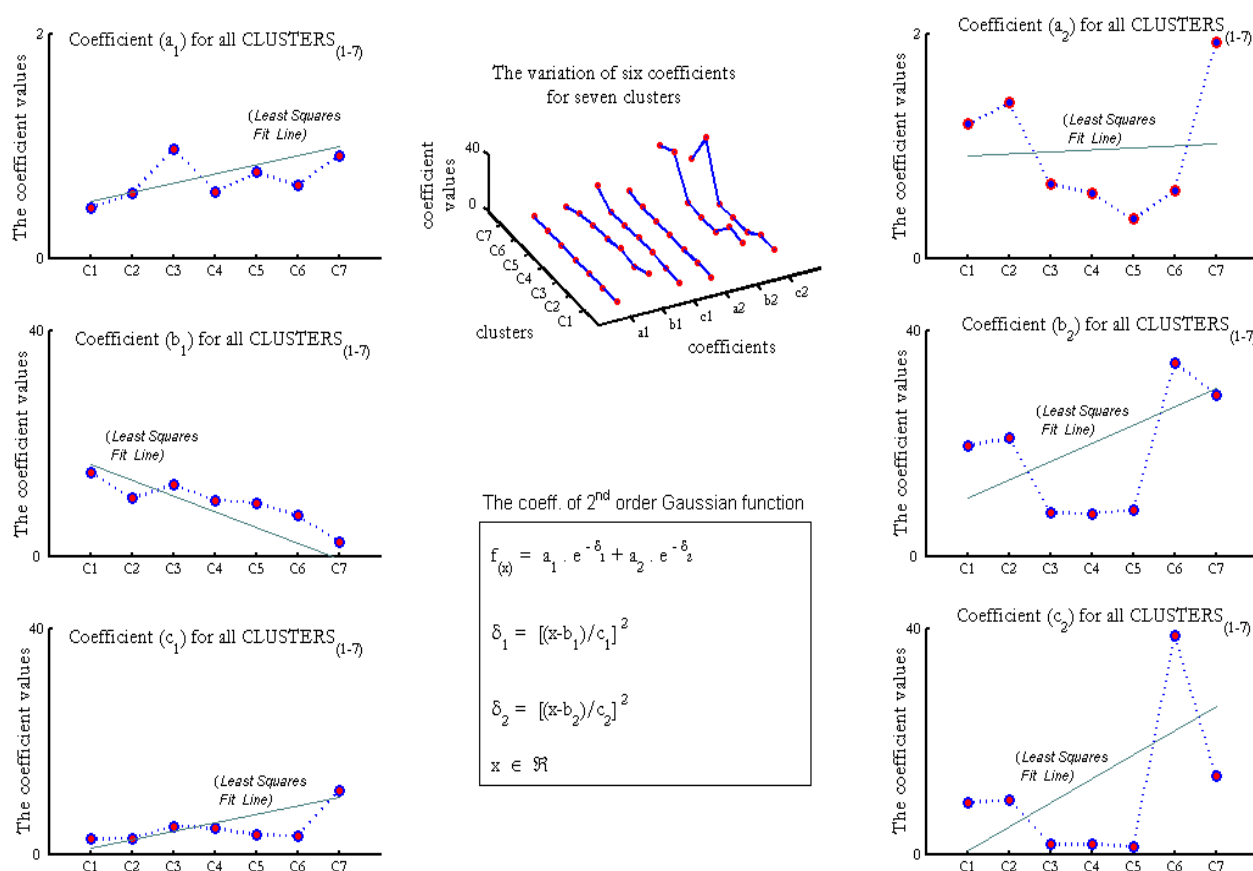 Coefficient (a1) for all CLUSTERS(1-7)
The coefficient values
2
0
(Least Squares
Fit Line)
C1 C2 C3 C4 C5 C6 C7
Coefficient (b1) for all CLUSTERS(1-7)
The coefficient values
40
0
(Least Squares
Fit Line)
C1 C2 C3 C4 C5 C6 C7
Coefficient (c1) for all CLUSTERS(1-7)
The coefficient values
40
0
(Least Squares
Fit Line)
C1 C2 C3 C4 C5 C6 C7
The variation of six coefficients
for seven clusters
coefficient
values
40
0
C7
C6
C5
C4
C3
C2
C1
clusters
a1 b1 c1 a2 b2 c2
coefficients
The coeff. of 2nd order Gaussian function
f(x) = a1 . e^-δ1 + a2 . e^-δ2
δ1 = [(x-b1)/c1]²
δ2 = [(x-b2)/c2]²
x ∈ ℜ
Coefficient (a2) for all CLUSTERS(1-7)
The coefficient values
2
0
(Least Squares
Fit Line)
C1 C2 C3 C4 C5 C6 C7
Coefficient (b2) for all CLUSTERS(1-7)
The coefficient values
40
0
(Least Squares
Fit Line)
C1 C2 C3 C4 C5 C6 C7
Coefficient (c2) for all CLUSTERS(1-7)
The coefficient values
40
0
(Least Squares
Fit Line)
C1 C2 C3 C4 C5 C6 C7